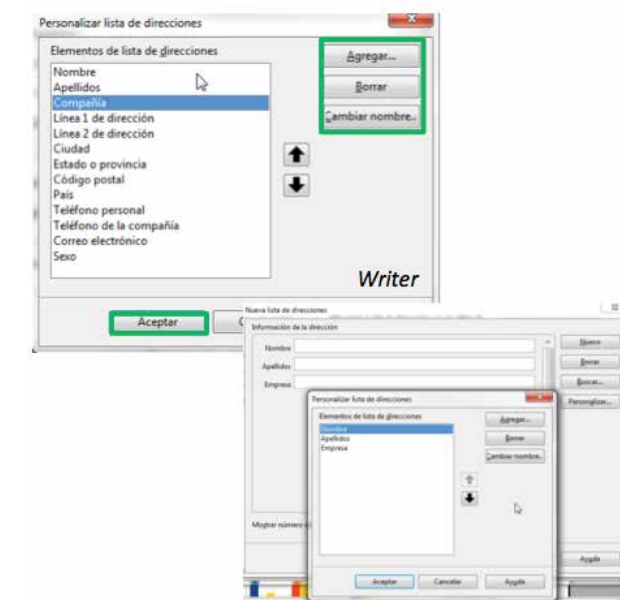 Personalizar lista de direcciones
Elementos de lista de direcciones
Nombre
Apellidos
Compañía
Línea 1 de dirección
Línea 2 de dirección
Ciudad
Estado o provincia
Código postal
País
Teléfono personal
Teléfono de la compañía
Correo electrónico
Sexo
Agregar...
Borrar
Cambiar nombre..
Writer
Aceptar
Nueva lista de direcciones
Información de la dirección
Nombre
Apellidos
Empresa
Nuevo
Borrar
Buscar...
Personalizar...
Personalizar lista de direcciones
Elementos de lista de direcciones
Nombre
Apellidos
Empresa
Agregar...
Borrar
Cambiar nombre..
Mostrar número
Aceptar
Cancelar
Ayuda
Ayuda